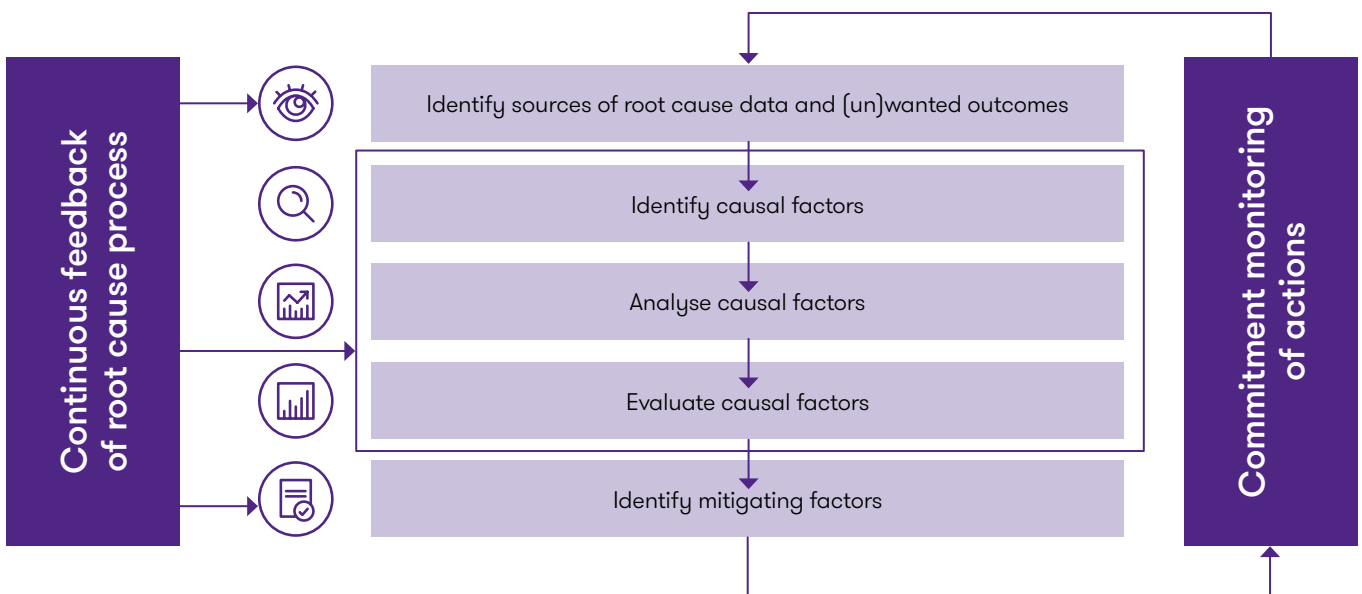 Continuous feedback
of root cause process
Identify sources of root cause data and (un)wanted outcomes
Identify causal factors
Analyse causal factors
Evaluate causal factors
Identify mitigating factors
Commitment monitoring
of actions